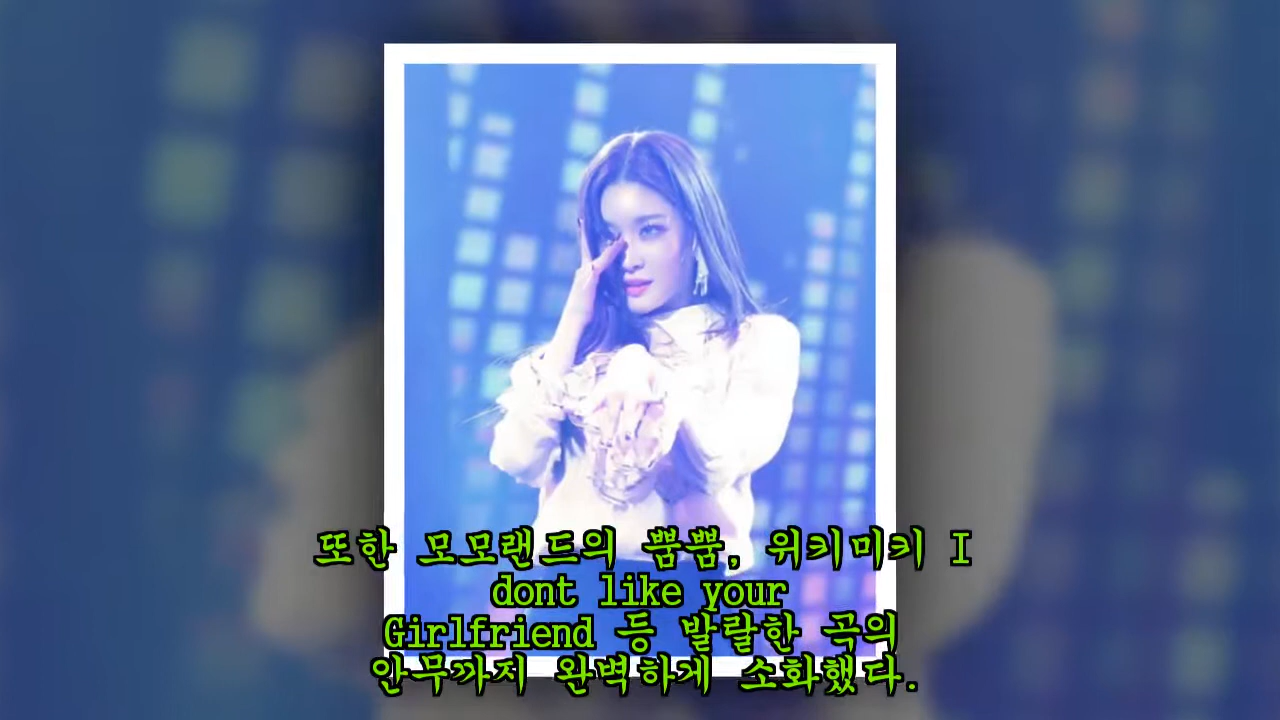 또한 모모랜드의 뿜뿜, 위키미키 I
dont like your
Girlfriend 등 발랄한 곡의
안무까지 완벽하게 소화했다.